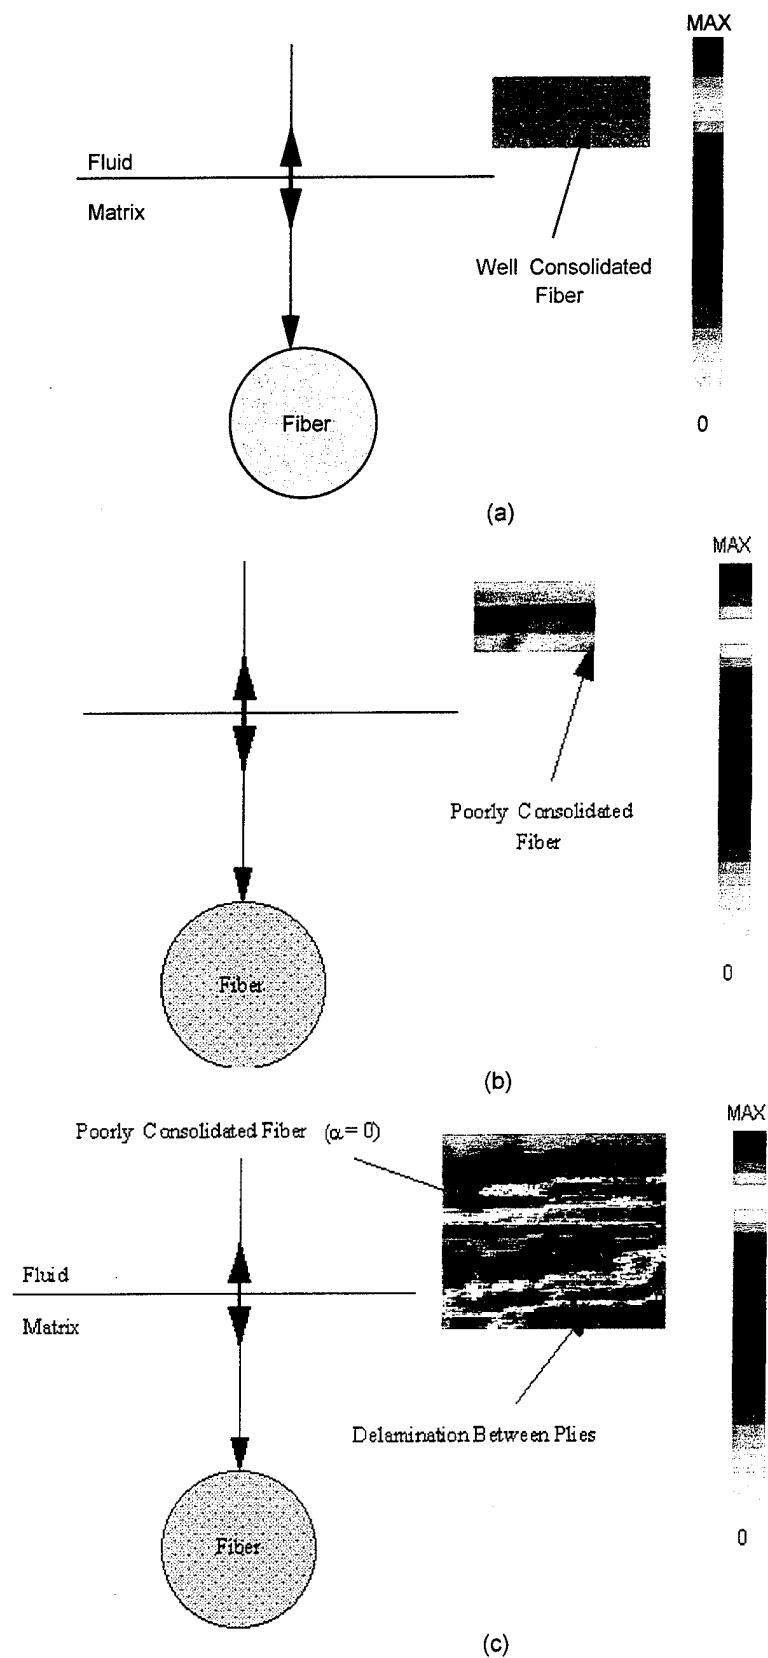 MAX
Fluid
Matrix
Well Consolidated
Fiber
Fiber
0
(a)
MAX
Poorly Consolidated
Fiber
Fiber
0
(b)
MAX
Poorly Consolidated Fiber (α = 0)
Fluid
Matrix
Delamination Between Plies
Fiber
0
(c)